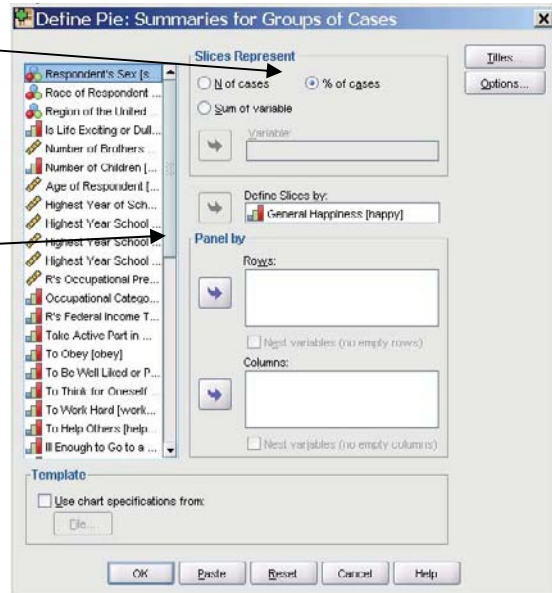 Define Pie: Summaries for Groups of Cases
Respondent's Sex [s...
Race of Respondent ...
Region of the United ...
Is Life Exciting or Dull...
Number of Brothers ...
Number of Children [...
Age of Respondent [...
Highest Year of Sch...
Highest Year School ...
Highest Year School ...
Highest Year School ...
R's Occupational Pre...
Occupational Catego...
R's Federal Income T...
Take Active Part in ...
To Obey [obey]
To Be Well Liked or P...
To Think for Oneself ...
To Work Hard [work...
To Help Others [help...
Ill Enough to Go to a ...
Slices Represent
N of cases
% of cases
Sum of variable
Variable:
Define Slices by:
General Happiness [happy]
Panel by
Rows:
Nest variables (no empty rows)
Columns:
Nest variables (no empty columns)
Titles...
Options...
Template
Use chart specifications from:
File...
OK
Paste
Reset
Cancel
Help